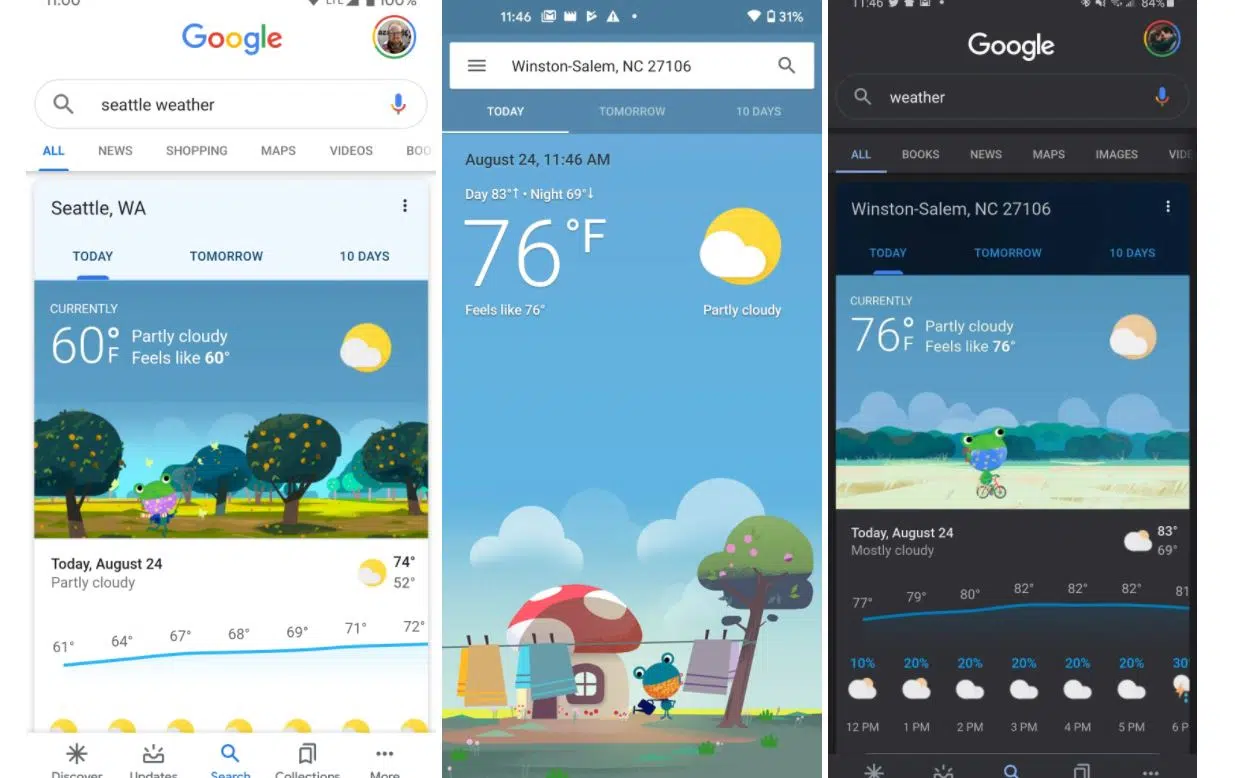 11:00
LTE
100%
Google
seattle weather
ALL NEWS SHOPPING MAPS VIDEOS BOO
Seattle, WA
TODAY TOMORROW 10 DAYS
CURRENTLY
60°F
Partly cloudy
Feels like 60°
Today, August 24
Partly cloudy
74°
52°
61° 64° 67° 68° 69° 71° 72°
Discover Updates Search Collections More
11:46
31%
Winston-Salem, NC 27106
TODAY TOMORROW 10 DAYS
August 24, 11:46 AM
Day 83°↑ • Night 69°↓
76°F
Feels like 76°
Partly cloudy
11:46
84%
Google
weather
ALL BOOKS NEWS MAPS IMAGES VIDE
Winston-Salem, NC 27106
TODAY TOMORROW 10 DAYS
CURRENTLY
76°F
Partly cloudy
Feels like 76°
Today, August 24
Mostly cloudy
83°
69°
77° 79° 80° 82° 82° 82° 81
10% 20% 20% 20% 20% 20% 30
12 PM 1 PM 2 PM 3 PM 4 PM 5 PM 6 P